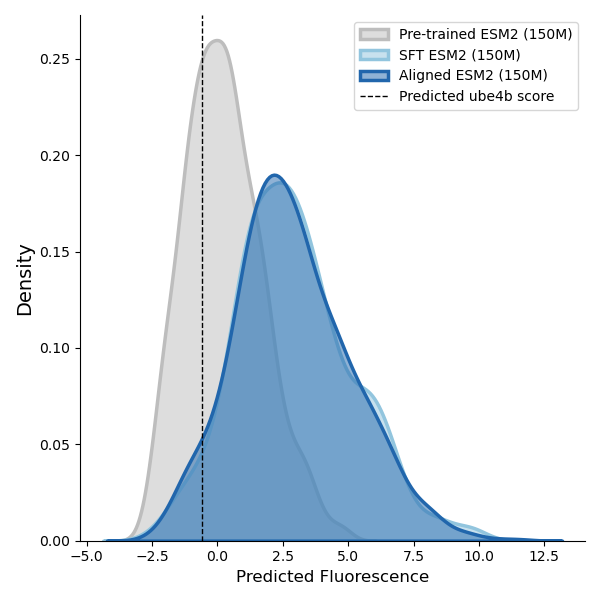 Pre-trained ESM2 (150M)
SFT ESM2 (150M)
Aligned ESM2 (150M)
Predicted ube4b score
Density
0.25
0.20
0.15
0.10
0.05
0.00
−5.0 −2.5 0.0 2.5 5.0 7.5 10.0 12.5
Predicted Fluorescence